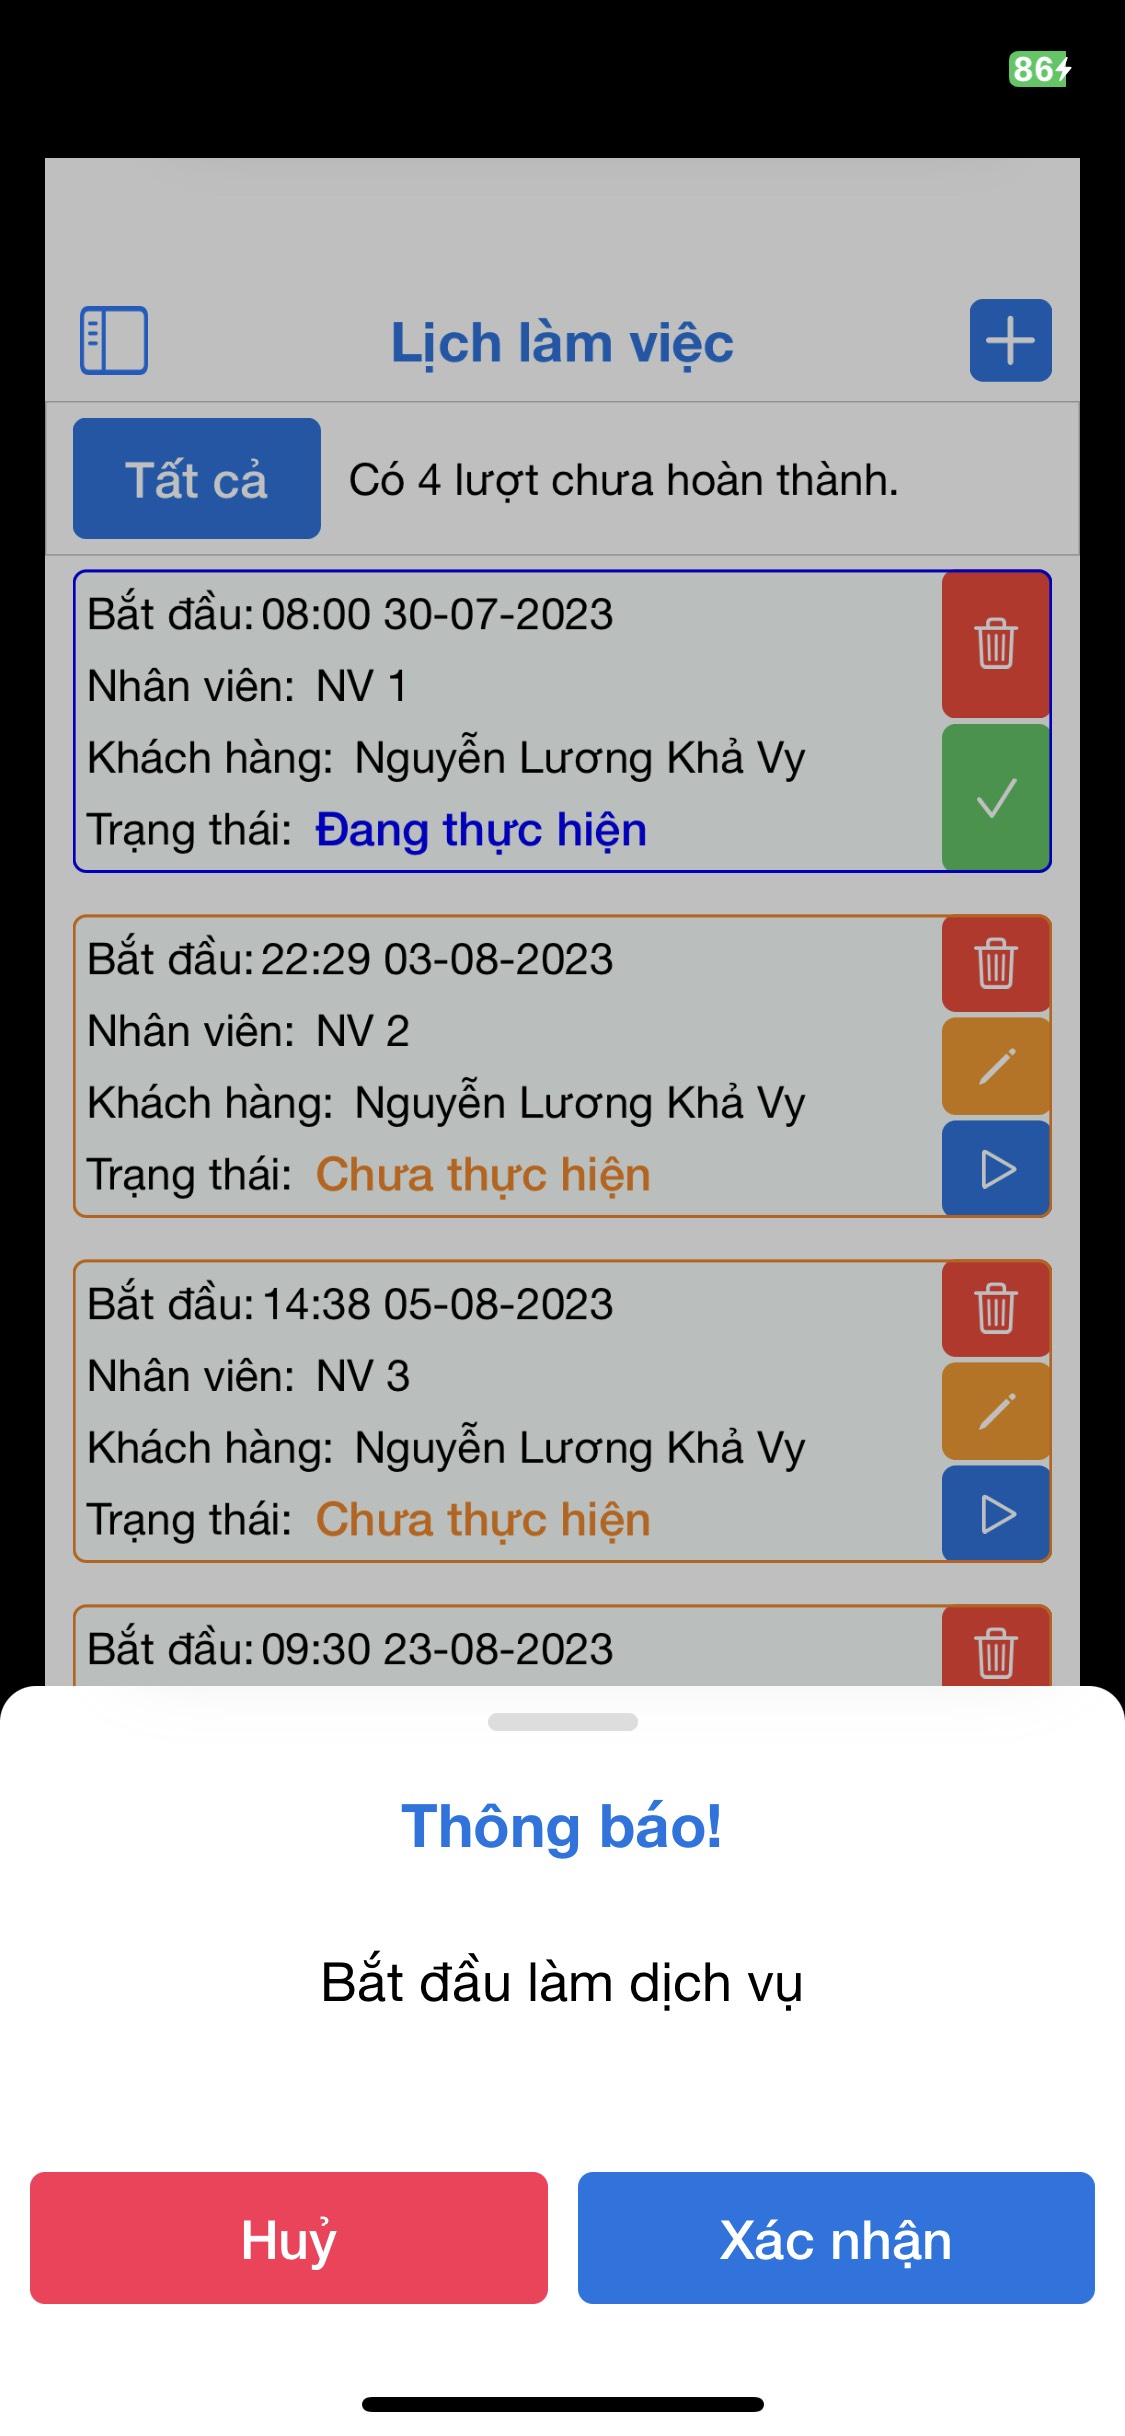 86
Lịch làm việc
Tất cả Có 4 lượt chưa hoàn thành.
Bắt đầu: 08:00 30-07-2023
Nhân viên: NV 1
Khách hàng: Nguyễn Lương Khả Vy
Trạng thái: Đang thực hiện
Bắt đầu: 22:29 03-08-2023
Nhân viên: NV 2
Khách hàng: Nguyễn Lương Khả Vy
Trạng thái: Chưa thực hiện
Bắt đầu: 14:38 05-08-2023
Nhân viên: NV 3
Khách hàng: Nguyễn Lương Khả Vy
Trạng thái: Chưa thực hiện
Bắt đầu: 09:30 23-08-2023
Thông báo!
Bắt đầu làm dịch vụ
Huỷ Xác nhận